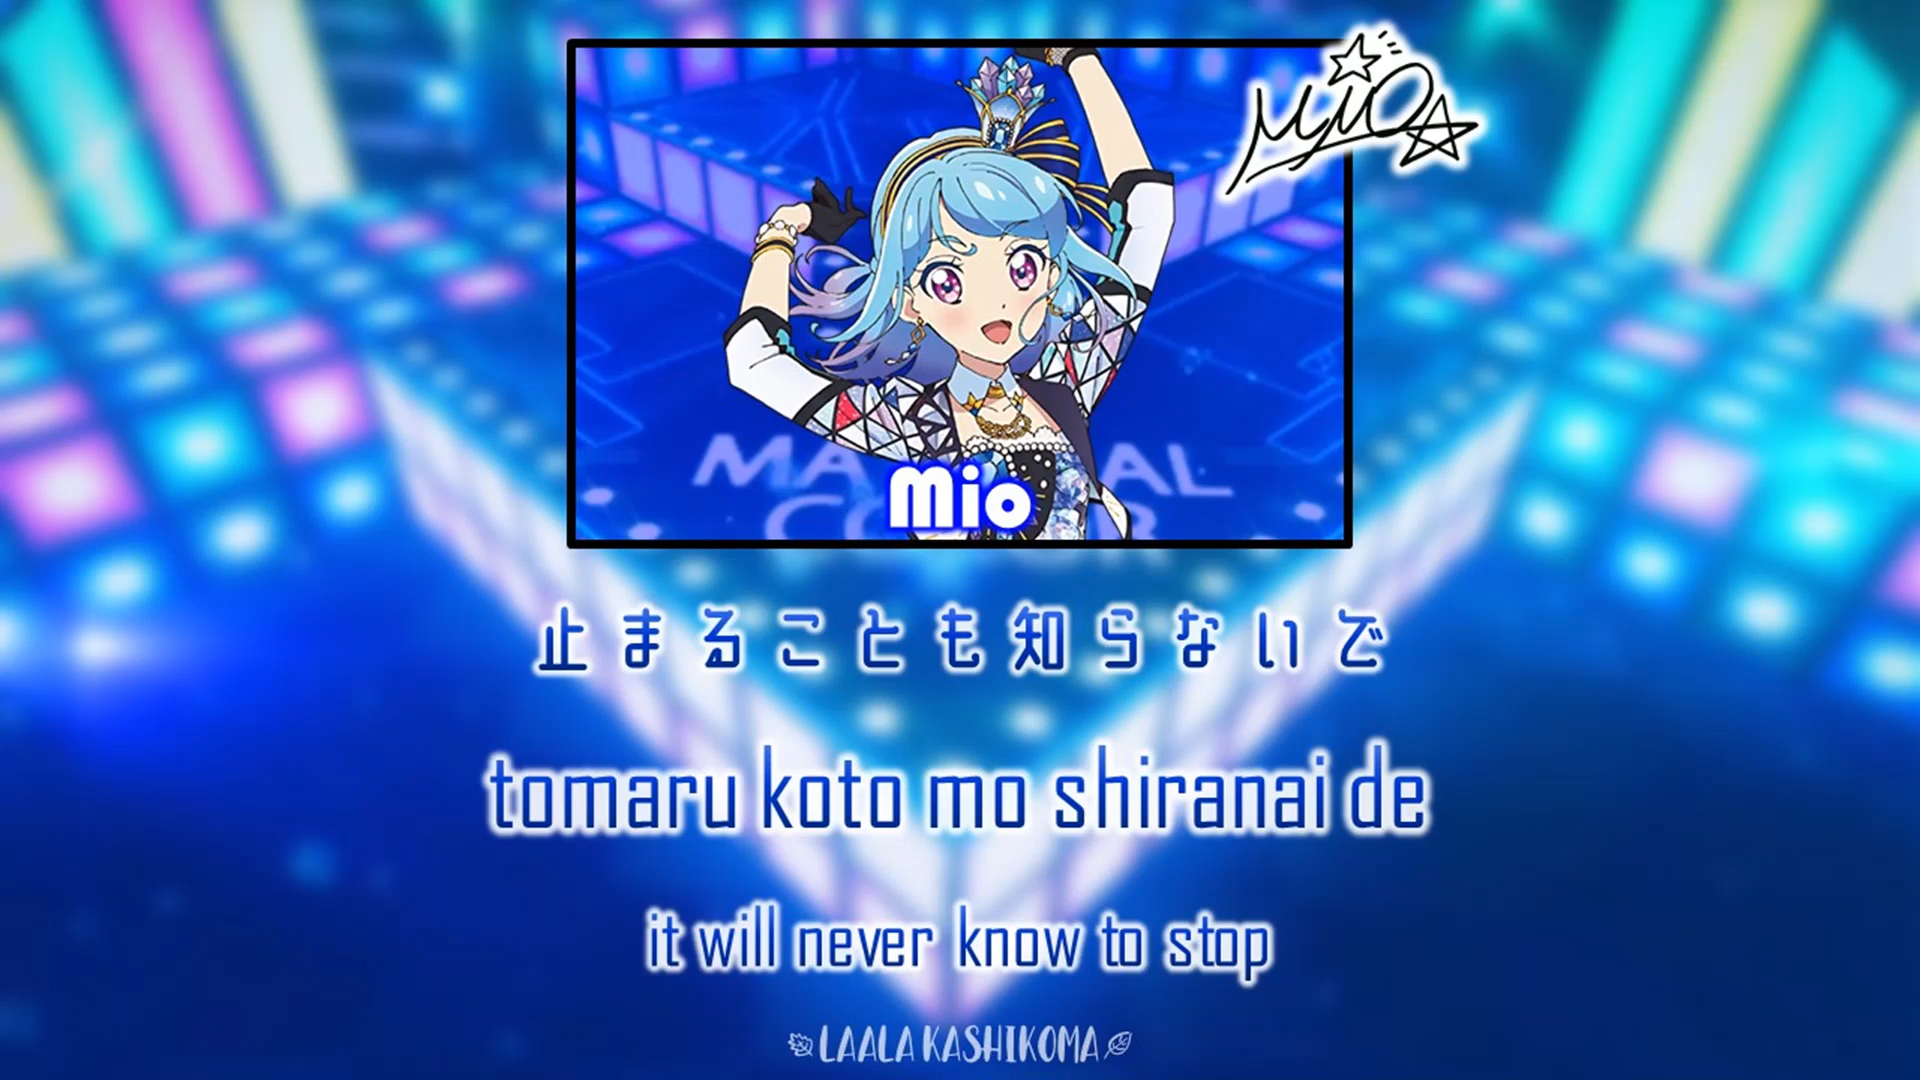 Mio
Mio
止まることも知らないで
tomaru koto mo shiranai de
it will never know to stop
LAALA KASHIKOMA